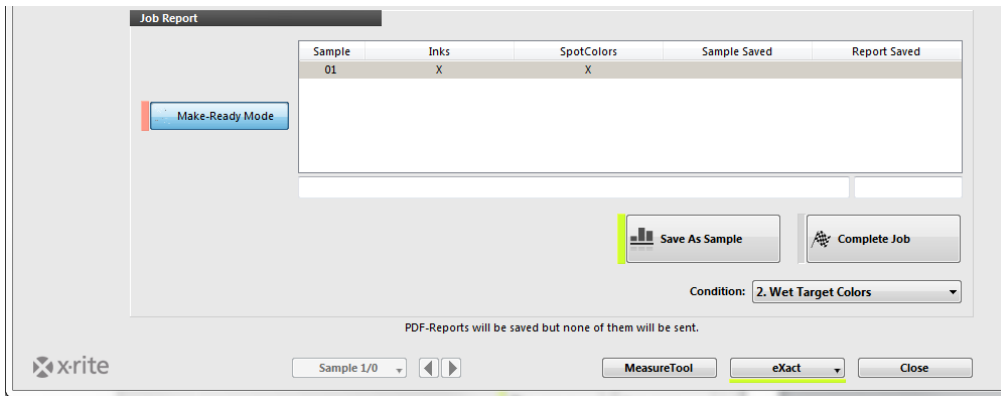 Job Report
Sample Inks SpotColors Sample Saved Report Saved
01 X X
Make-Ready Mode
Save As Sample Complete Job
Condition: 2. Wet Target Colors
PDF-Reports will be saved but none of them will be sent.
x·rite Sample 1/0 MeasureTool eXact Close